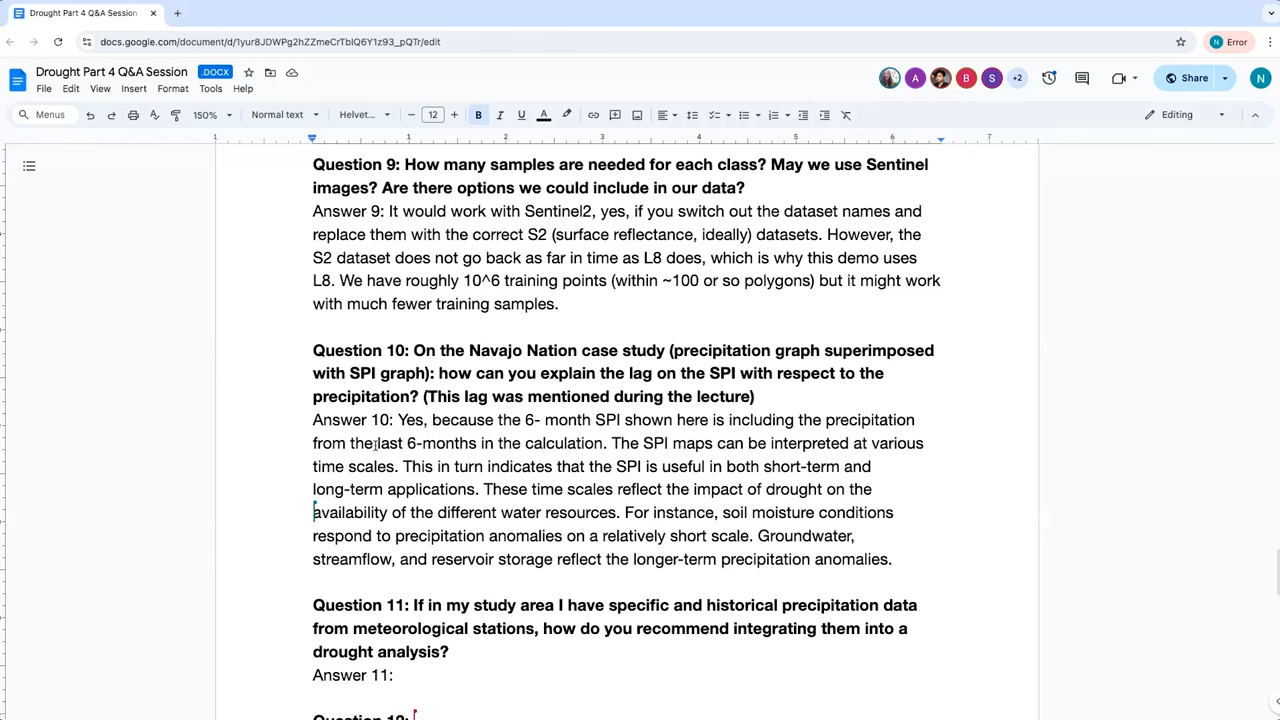 Drought Part 4 Q&A Session
docs.google.com/document/d/1yur8JDWPg2hZZmeCrTblQ6Y1z93_pQTr/edit
N Error
Drought Part 4 Q&A Session .DOCX
A B S +2 Share N
File Edit View Insert Format Tools Help
Menus 150% Normal text Helvet... 12 B I U A Editing
1 1 2 3 4 5 6 7
Question 9: How many samples are needed for each class? May we use Sentinel
images? Are there options we could include in our data?
Answer 9: It would work with Sentinel2, yes, if you switch out the dataset names and
replace them with the correct S2 (surface reflectance, ideally) datasets. However, the
S2 dataset does not go back as far in time as L8 does, which is why this demo uses
L8. We have roughly 10^6 training points (within ~100 or so polygons) but it might work
with much fewer training samples.
Question 10: On the Navajo Nation case study (precipitation graph superimposed
with SPI graph): how can you explain the lag on the SPI with respect to the
precipitation? (This lag was mentioned during the lecture)
Answer 10: Yes, because the 6- month SPI shown here is including the precipitation
from the last 6-months in the calculation. The SPI maps can be interpreted at various
time scales. This in turn indicates that the SPI is useful in both short-term and
long-term applications. These time scales reflect the impact of drought on the
availability of the different water resources. For instance, soil moisture conditions
respond to precipitation anomalies on a relatively short scale. Groundwater,
streamflow, and reservoir storage reflect the longer-term precipitation anomalies.
Question 11: If in my study area I have specific and historical precipitation data
from meteorological stations, how do you recommend integrating them into a
drought analysis?
Answer 11:
Question 12: